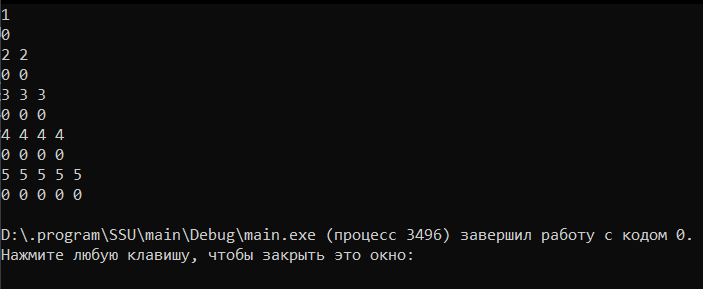 1
0
2 2
0 0
3 3 3
0 0 0
4 4 4 4
0 0 0 0
5 5 5 5 5
0 0 0 0 0
D:\.program\SSU\main\Debug\main.exe (процесс 3496) завершил работу с кодом 0.
Нажмите любую клавишу, чтобы закрыть это окно: